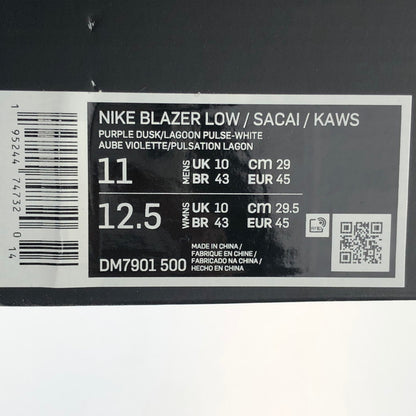 NIKE BLAZER LOW / SACAI / KAWS
PURPLE DUSK/LAGOON PULSE-WHITE
AUBE VIOLETTE/PULSATION LAGON
11 MENS UK 10 CM 29
BR 43 EUR 45
12.5 WMNS UK 10 CM 29.5
BR 43 EUR 45
DM7901 500
MADE IN CHINA /
FABRIQUÉ EN CHINE /
FABRICADO NA CHINA /
HECHO EN CHINA
1 95244 74732 0 14